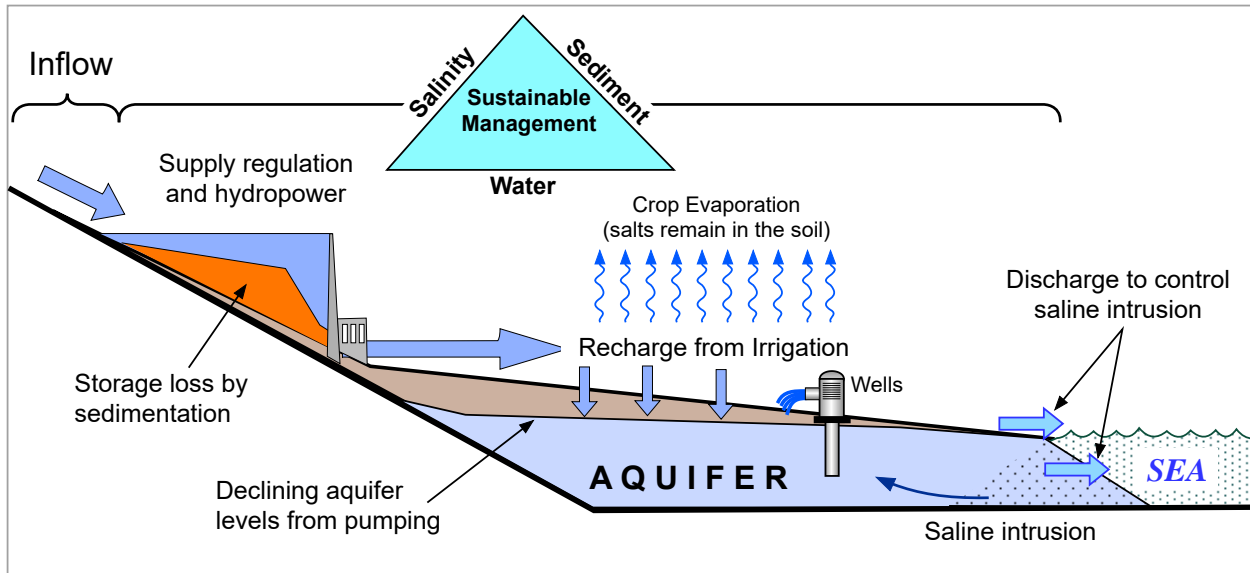 Inflow
Salinity
Sediment
Sustainable
Management
Water
Supply regulation
and hydropower
Crop Evaporation
(salts remain in the soil)
Discharge to control
saline intrusion
Recharge from Irrigation
Wells
Storage loss by
sedimentation
AQUIFER
SEA
Declining aquifer
levels from pumping
Saline intrusion